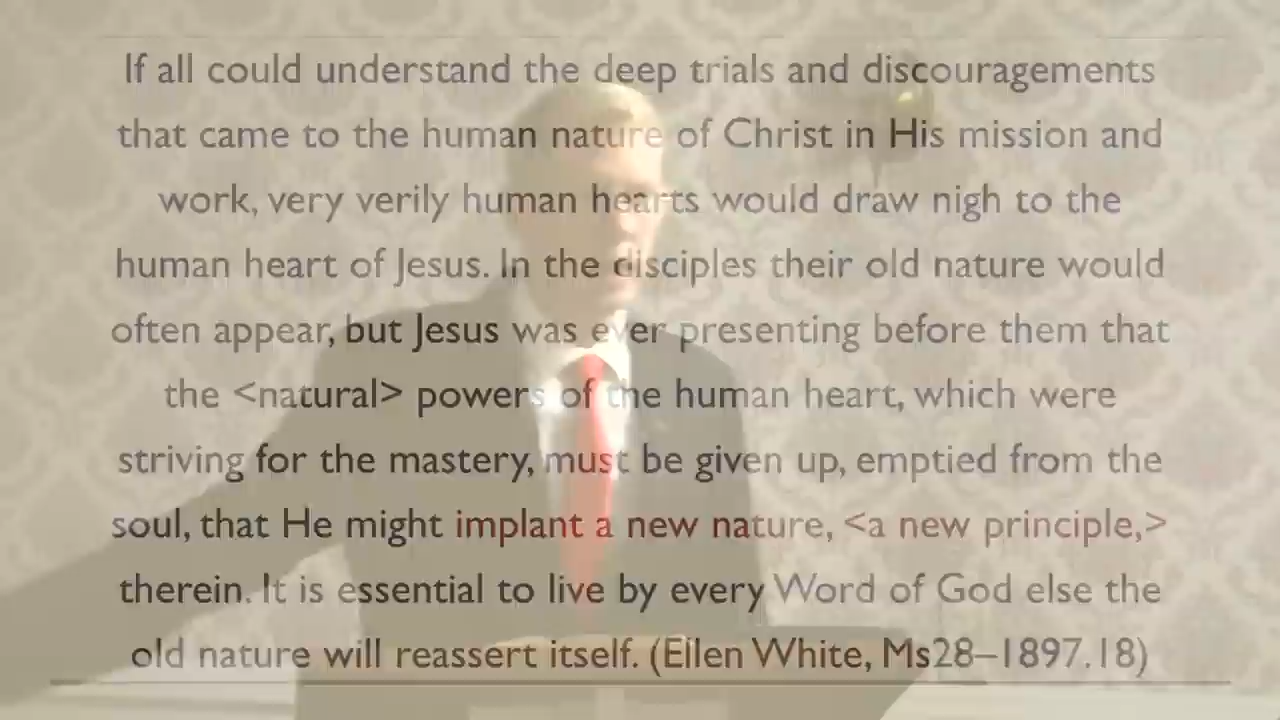 If all could understand the deep trials and discouragements
that came to the human nature of Christ in His mission and
work, very verily human hearts would draw nigh to the
human heart of Jesus. In the disciples their old nature would
often appear, but Jesus was ever presenting before them that
the <natural> powers of the human heart, which were
striving for the mastery, must be given up, emptied from the
soul, that He might implant a new nature, <a new principle,>
therein. It is essential to live by every Word of God else the
old nature will reassert itself. (Ellen White, Ms28–1897.18)